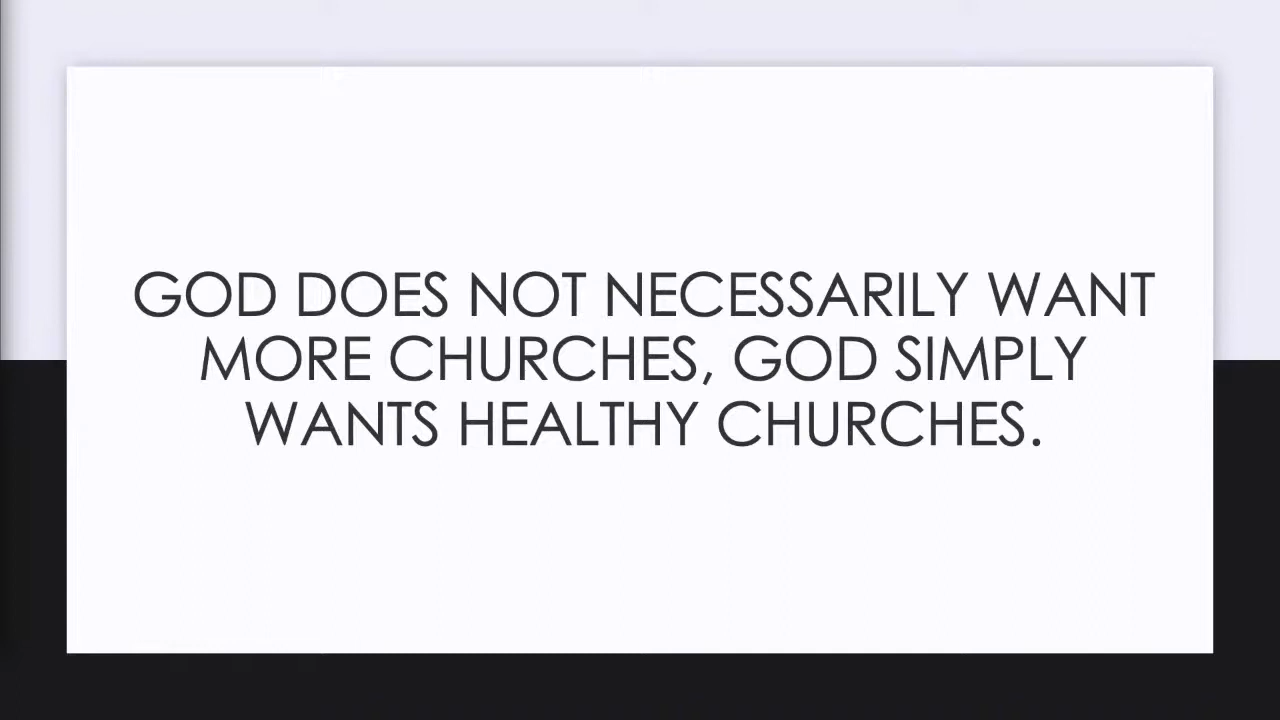 GOD DOES NOT NECESSARILY WANT
MORE CHURCHES, GOD SIMPLY
WANTS HEALTHY CHURCHES.